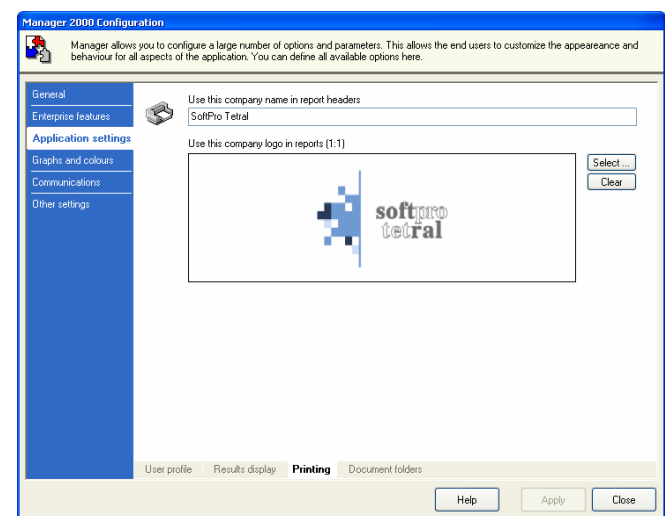 Manager 2000 Configuration
Manager allows you to configure a large number of options and parameters. This allows the end users to customize the appeareance and
behaviour for all aspects of the application. You can define all available options here.
General
Enterprise features
Application settings
Graphs and colours
Communications
Other settings
Use this company name in report headers
SoftPro Tetral
Use this company logo in reports (1:1)
softpro
tetral
Select ...
Clear
User profile Results display Printing Document folders
Help Apply Close